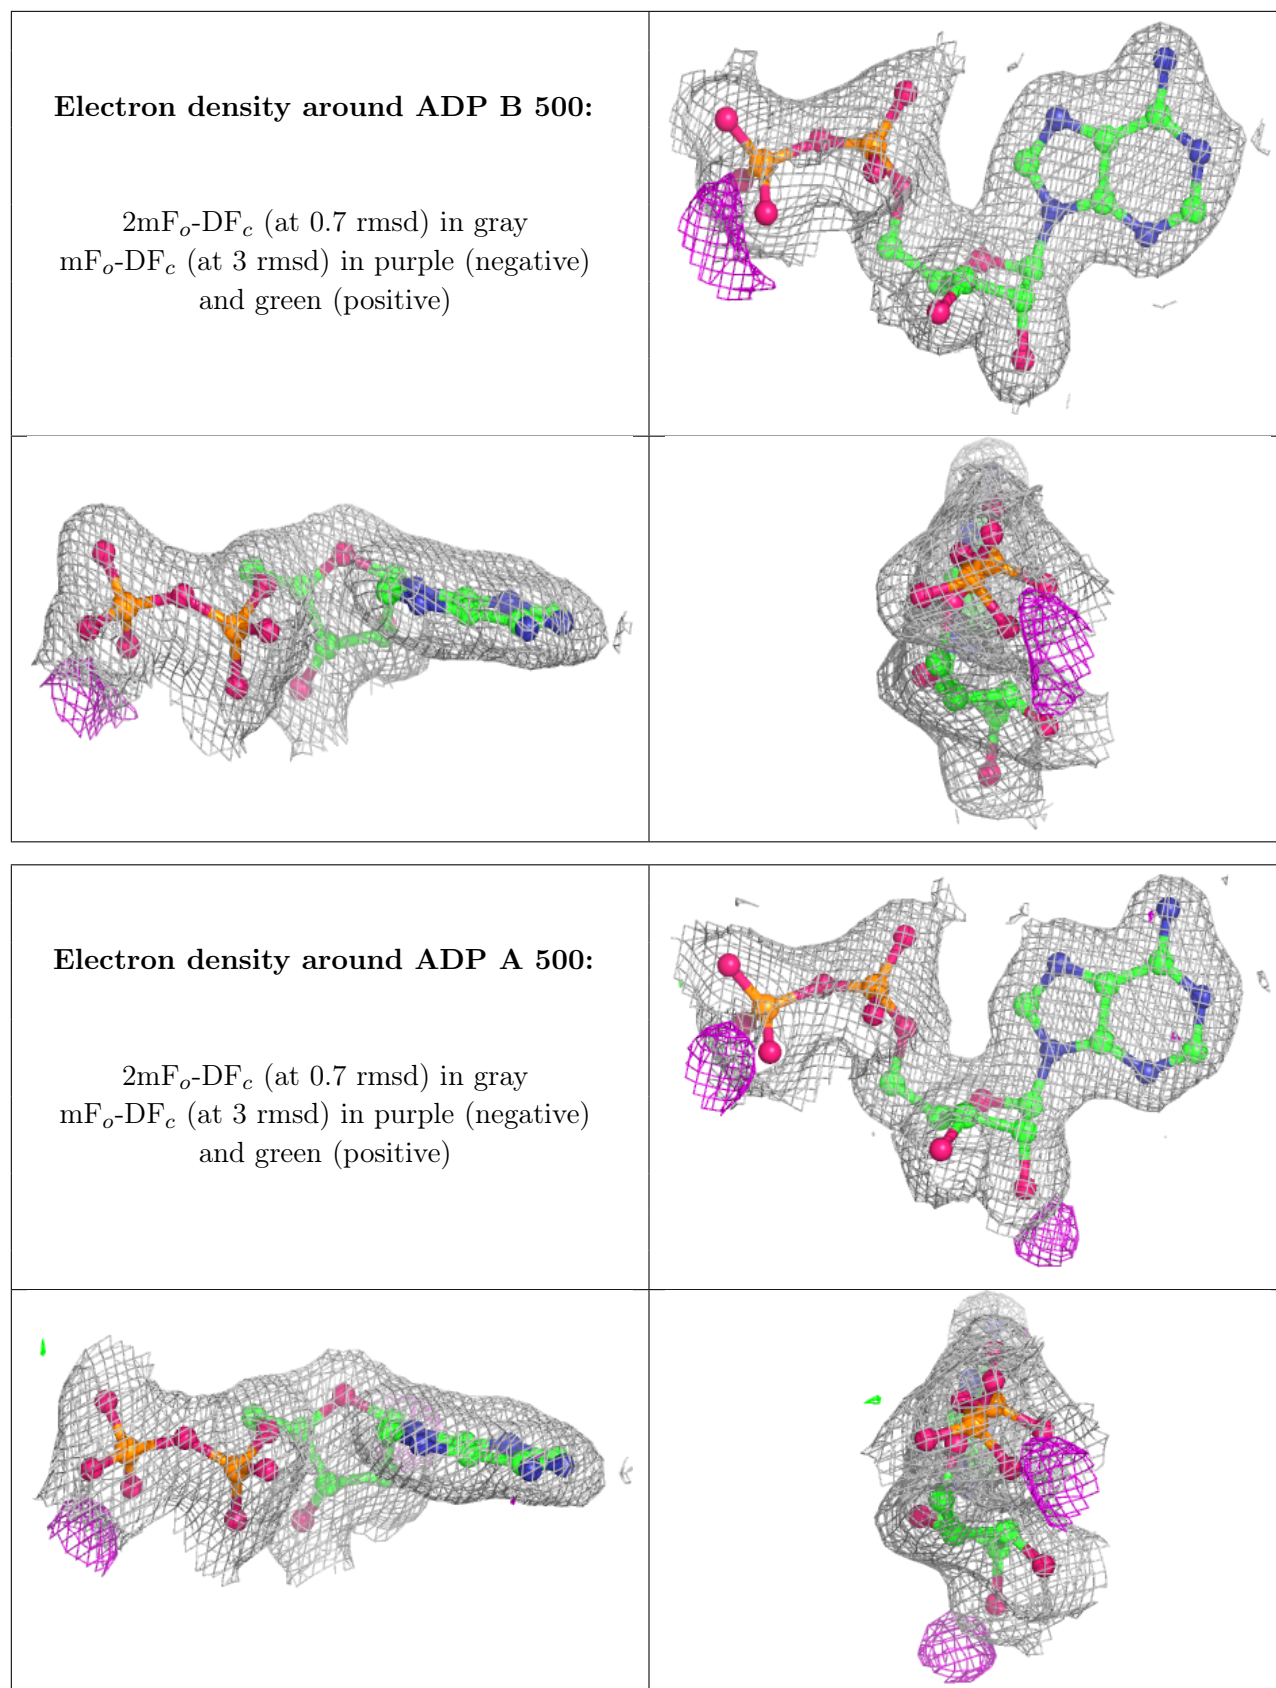 Electron density around ADP B 500:
2mFo-DFc (at 0.7 rmsd) in gray
mFo-DFc (at 3 rmsd) in purple (negative)
and green (positive)
Electron density around ADP A 500:
2mFo-DFc (at 0.7 rmsd) in gray
mFo-DFc (at 3 rmsd) in purple (negative)
and green (positive)